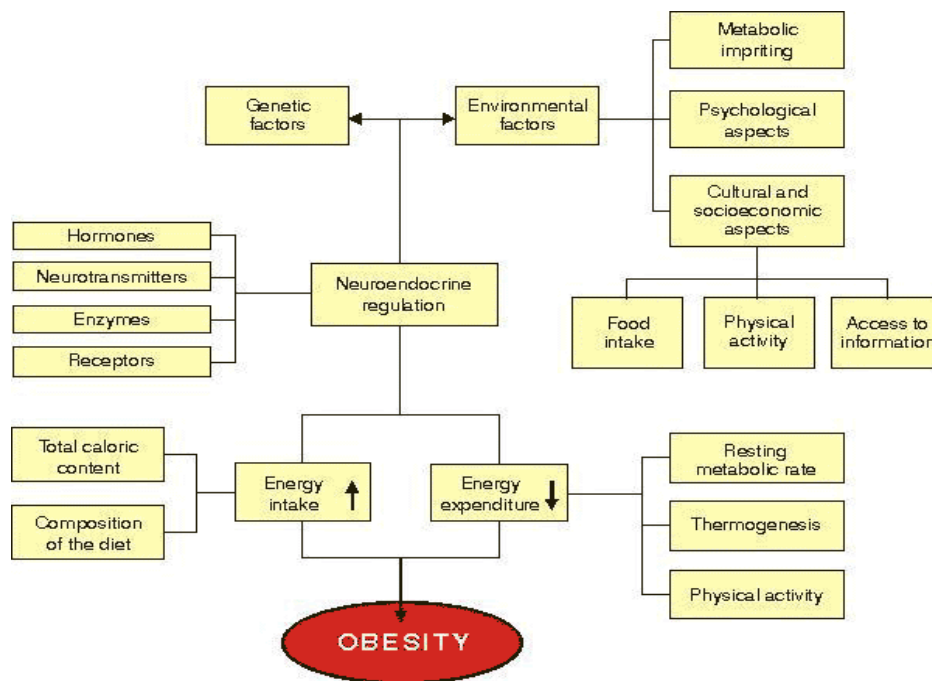 Metabolic
impriting
Genetic
factors
Environmental
factors
Psychological
aspects
Cultural and
socioeconomic
aspects
Hormones
Neurotransmitters
Enzymes
Receptors
Neuroendocrine
regulation
Food
intake
Physical
activity
Access to
information
Total caloric
content
Composition
of the diet
Energy
intake
Energy
expenditure
Resting
metabolic rate
Thermogenesis
Physical activity
OBESITY